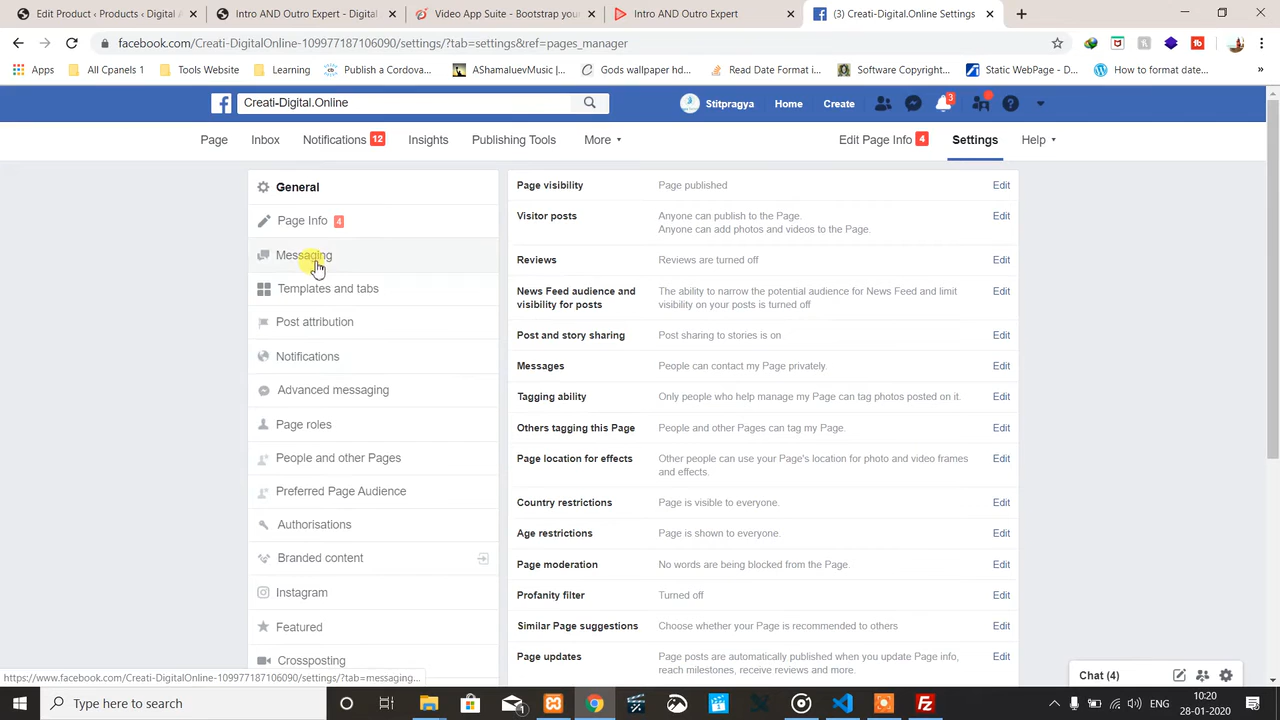 Edit Product ‹ Products ‹ Digital A
Intro AND Outro Expert - Digital
Video App Suite - Bootstrap your
Intro AND Outro Expert
(3) Creati-Digital.Online Settings
facebook.com/Creati-DigitalOnline-109977187106090/settings/?tab=settings&ref=pages_manager
Apps
All Cpanels 1
Tools Website
Learning
Publish a Cordova...
AShamaluevMusic |...
Gods wallpaper hd...
Read Date Format i...
Software Copyright...
Static WebPage - D...
How to format date...
»
Creati-Digital.Online
Stitpragya
Home
Create
3
Page
Inbox
Notifications 12
Insights
Publishing Tools
More
Edit Page Info 4
Settings
Help
General
Page Info 4
Messaging
Templates and tabs
Post attribution
Notifications
Advanced messaging
Page roles
People and other Pages
Preferred Page Audience
Authorisations
Branded content
Instagram
Featured
Crossposting
Page visibility Page published Edit
Visitor posts Anyone can publish to the Page. Edit
Anyone can add photos and videos to the Page.
Reviews Reviews are turned off Edit
News Feed audience and The ability to narrow the potential audience for News Feed and limit Edit
visibility for posts visibility on your posts is turned off
Post and story sharing Post sharing to stories is on Edit
Messages People can contact my Page privately. Edit
Tagging ability Only people who help manage my Page can tag photos posted on it. Edit
Others tagging this Page People and other Pages can tag my Page. Edit
Page location for effects Other people can use your Page's location for photo and video frames Edit
and effects.
Country restrictions Page is visible to everyone. Edit
Age restrictions Page is shown to everyone. Edit
Page moderation No words are being blocked from the Page. Edit
Profanity filter Turned off Edit
Similar Page suggestions Choose whether your Page is recommended to others Edit
Page updates Page posts are automatically published when you update Page info, Edit
reach milestones, receive reviews and more.
https://www.facebook.com/Creati-DigitalOnline-109977187106090/settings/?tab=messaging...
Chat (4)
Type here to search
1
ENG
10:20
28-01-2020